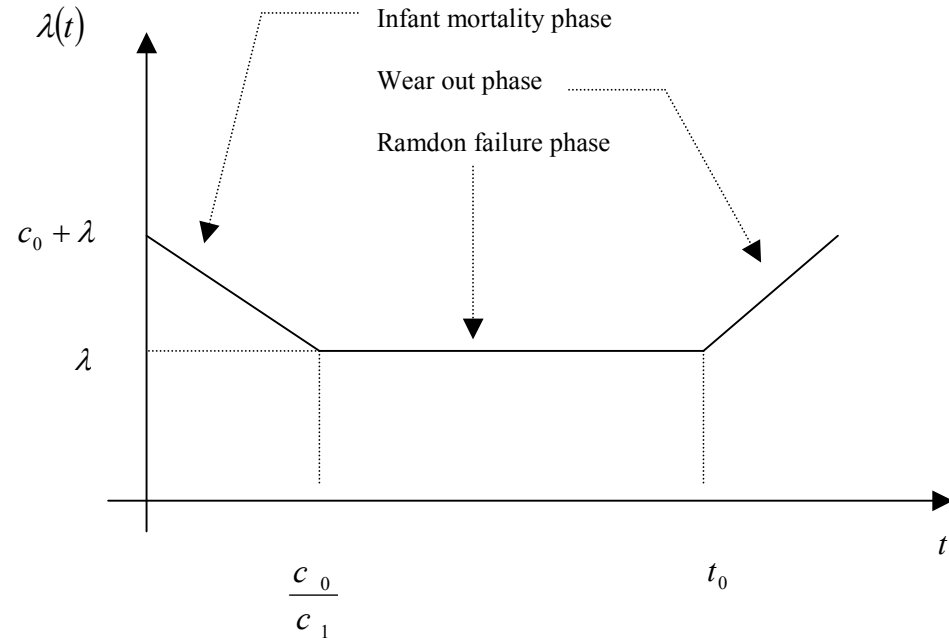 λ(t)
Infant mortality phase
Wear out phase
Ramdon failure phase
c₀ + λ
λ
t
c₀
c₁
t₀